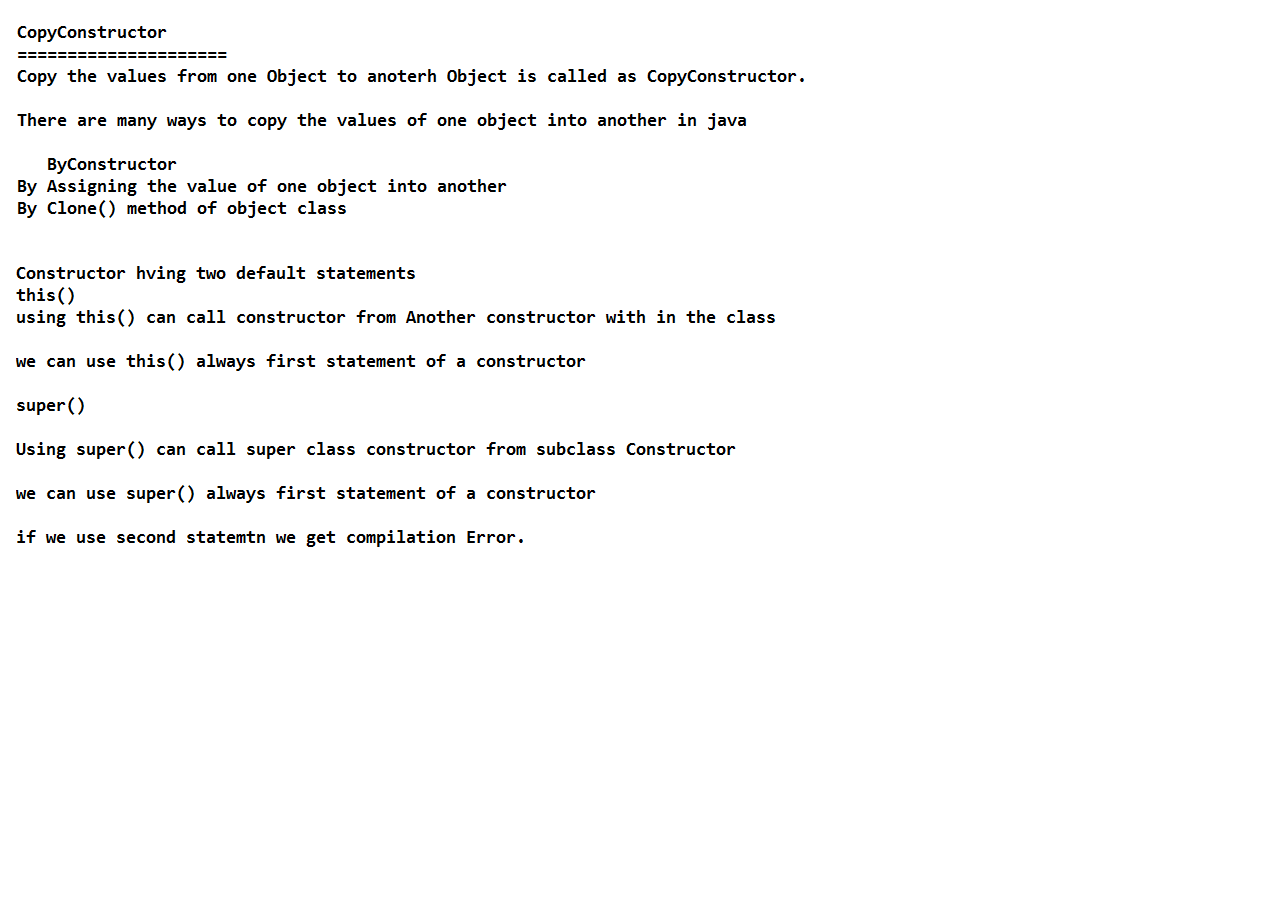 CopyConstructor
=====================
Copy the values from one Object to anoterh Object is called as CopyConstructor.
There are many ways to copy the values of one object into another in java
ByConstructor
By Assigning the value of one object into another
By Clone() method of object class
Constructor hving two default statements
this()
using this() can call constructor from Another constructor with in the class
we can use this() always first statement of a constructor
super()
Using super() can call super class constructor from subclass Constructor
we can use super() always first statement of a constructor
if we use second statemtn we get compilation Error.